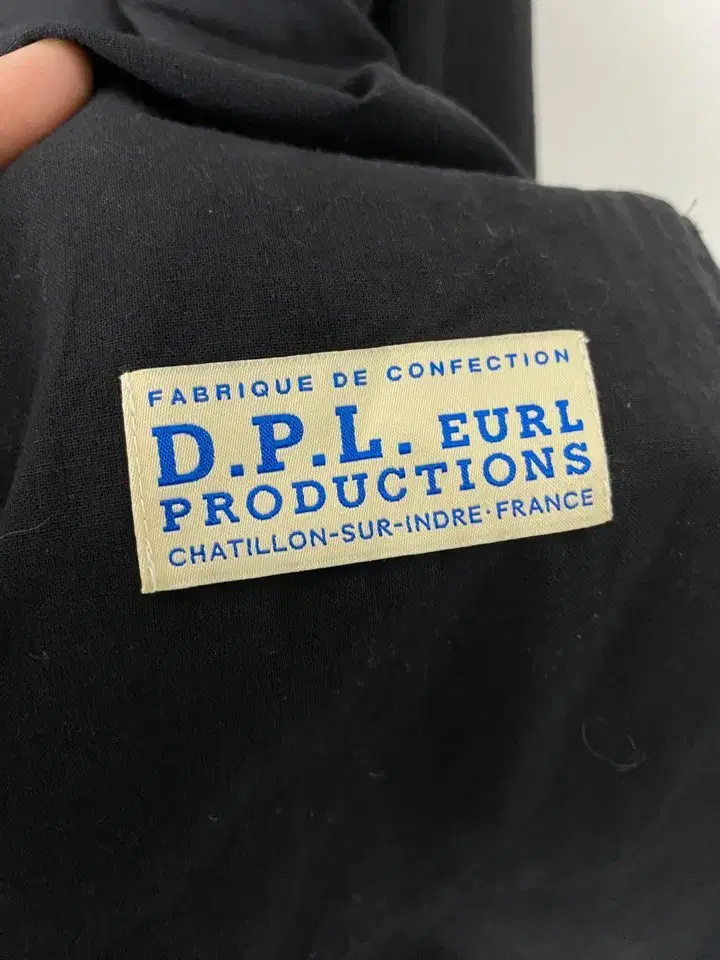 FABRIQUE DE CONFECTION
D.P.L. EURL
PRODUCTIONS
CHATILLON-SUR-INDRE·FRANCE